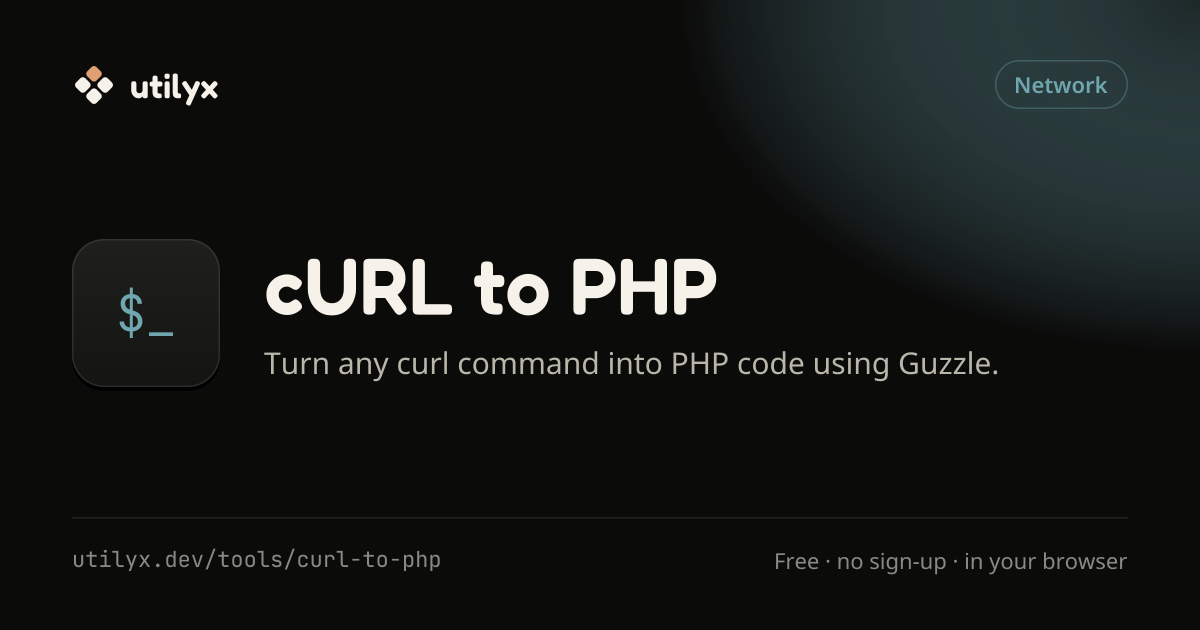 utilyx
Network
$_
cURL to PHP
Turn any curl command into PHP code using Guzzle.
utilyx.dev/tools/curl-to-php
Free · no sign-up · in your browser